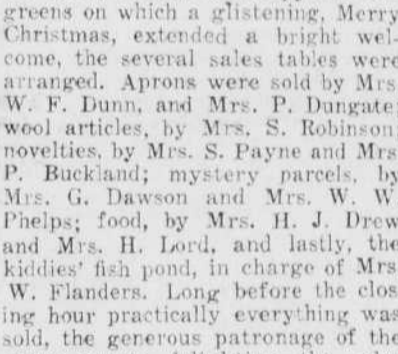 greens on which a glistening, Merry
Christmas, extended a bright wel-
come, the several sales tables were
arranged. Aprons were sold by Mrs
W. F. Dunn, and Mrs. P. Dungate;
wool articles, by Mrs. S. Robinson;
novelties, by Mrs. S. Payne and Mrs
P. Buckland; mystery parcels, by
Mrs. G. Dawson and Mrs. W. W
Phelps; food, by Mrs. H. J. Drew
and Mrs. H. Lord, and lastly, the
kiddies' fish pond, in charge of Mrs
W. Flanders. Long before the clos-
ing hour practically everything was
sold, the generous patronage of the